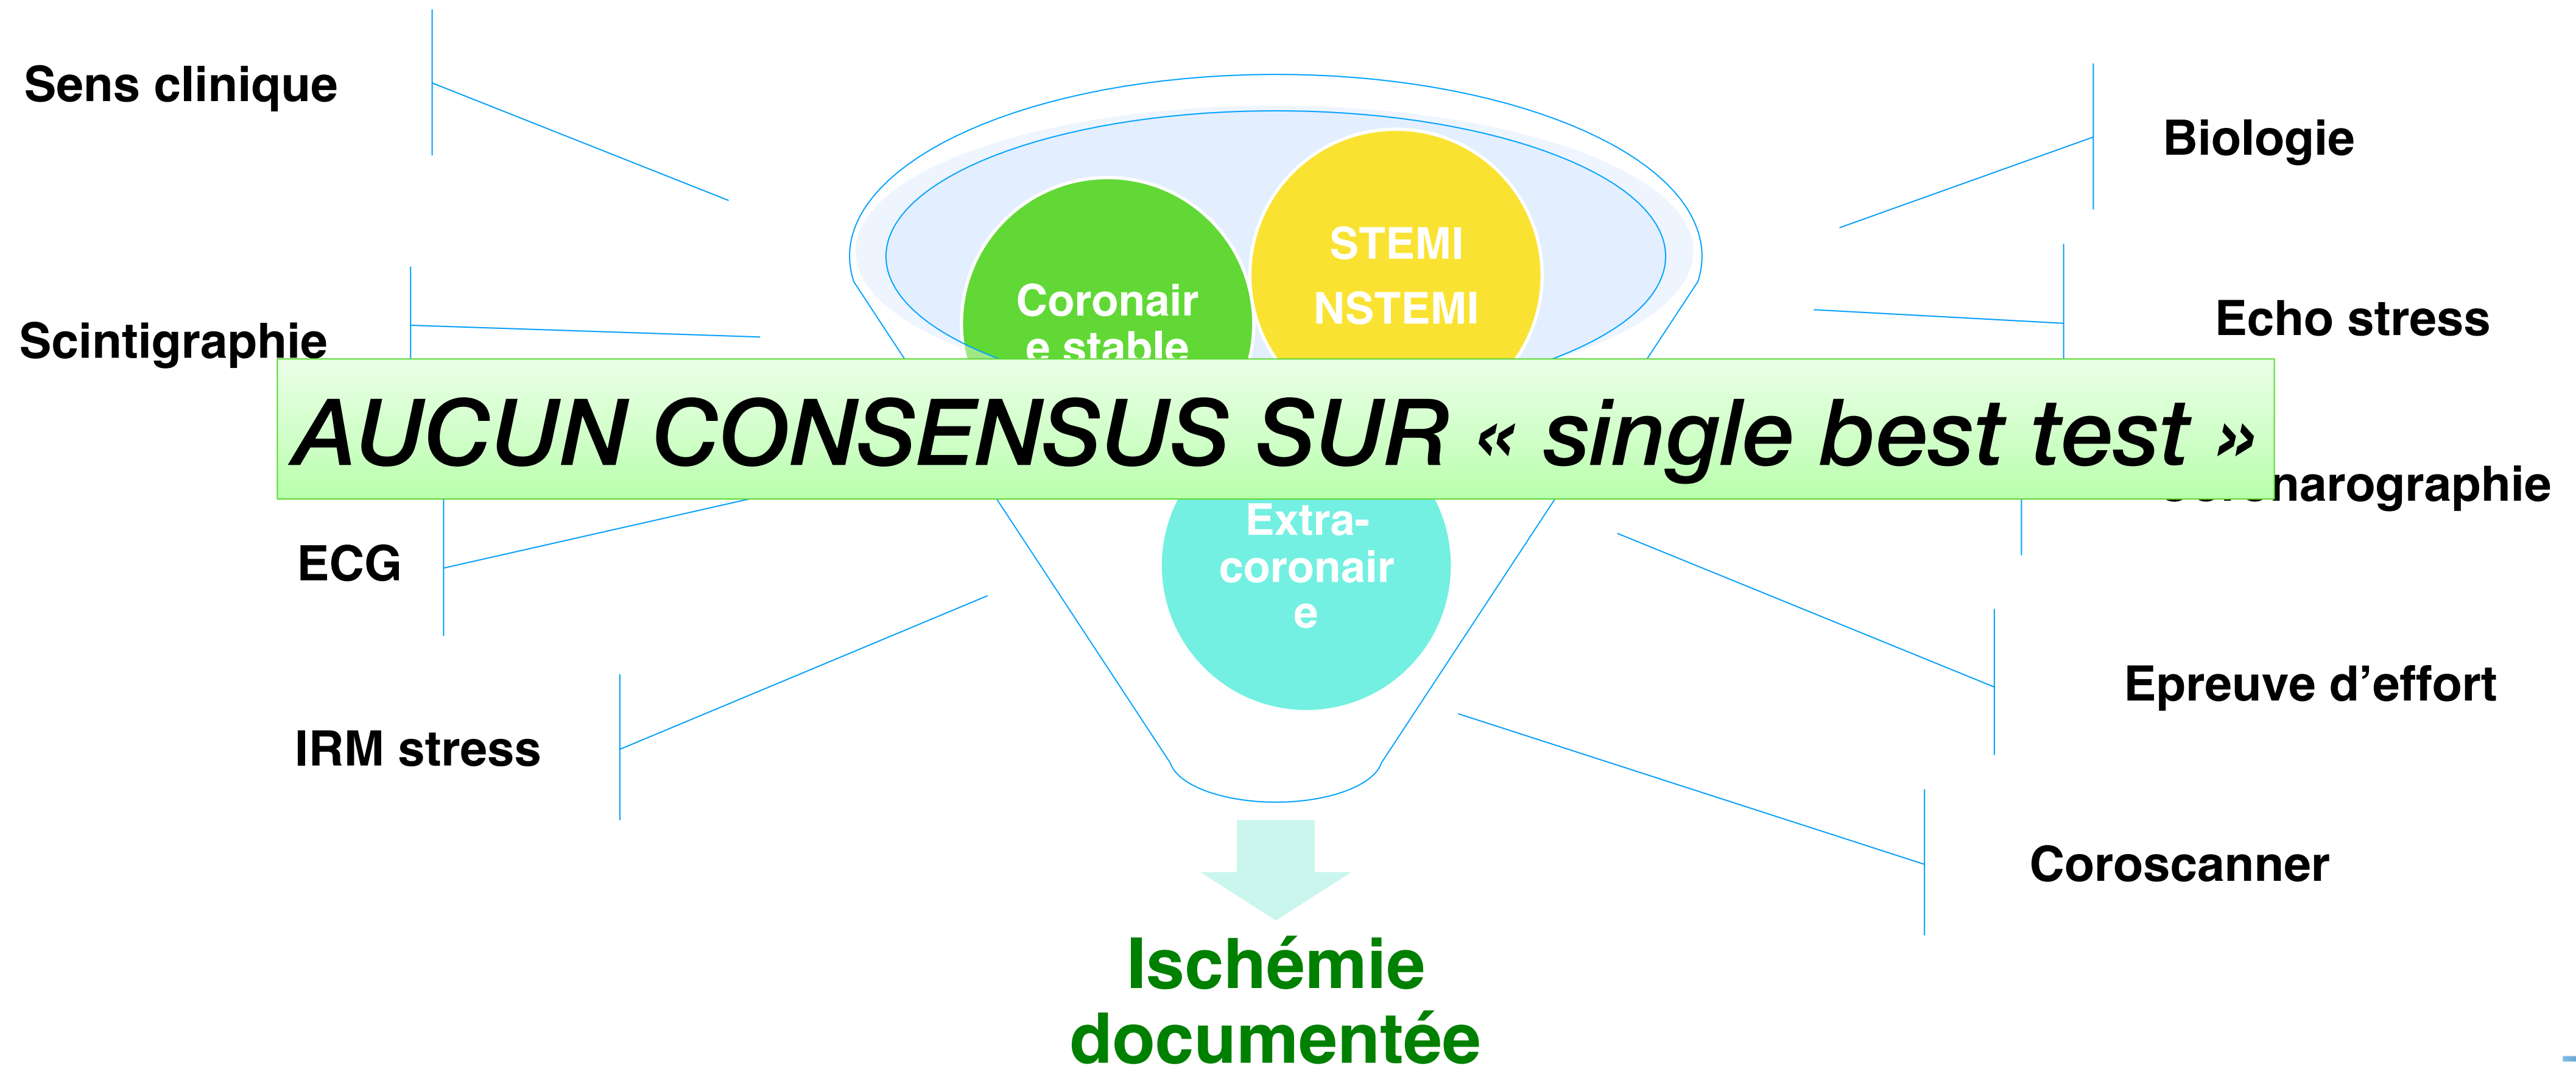 Sens clinique
Biologie
STEMI
NSTEMI
Coronair
e stable
Echo stress
Scintigraphie
AUCUN CONSENSUS SUR « single best test »
narographie
Extra-
coronair
e
ECG
Epreuve d’effort
IRM stress
Coroscanner
Ischémie
documentée